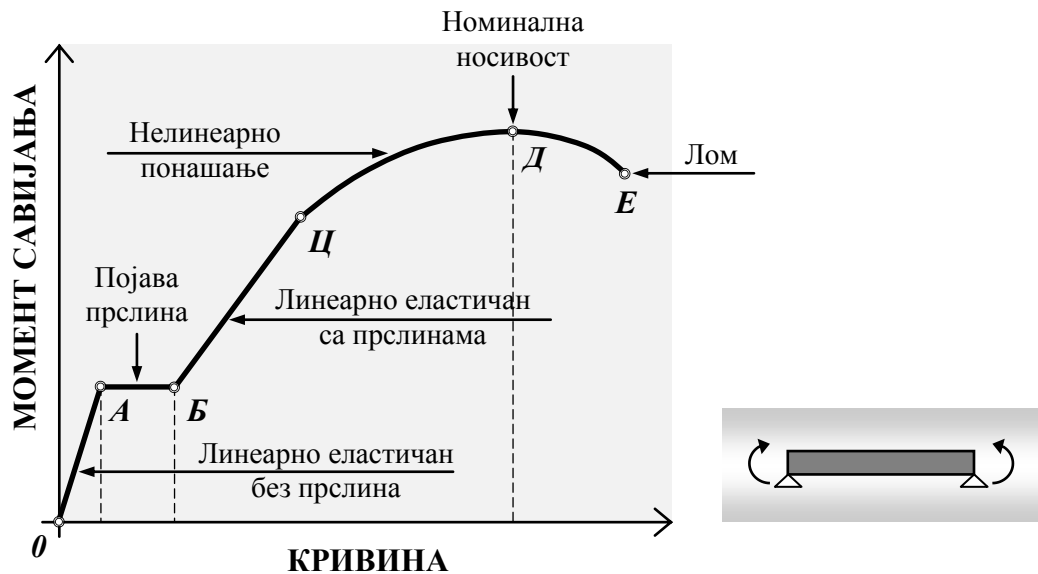 Номинална
носивост
МОМЕНТ САВИЈАЊА
Нелинеарно
понашање
Д
Лом
Е
Ц
Појава
прслина
Линеарно еластичан
са прслинама
А
Б
Линеарно еластичан
без прслина
0
КРИВИНА